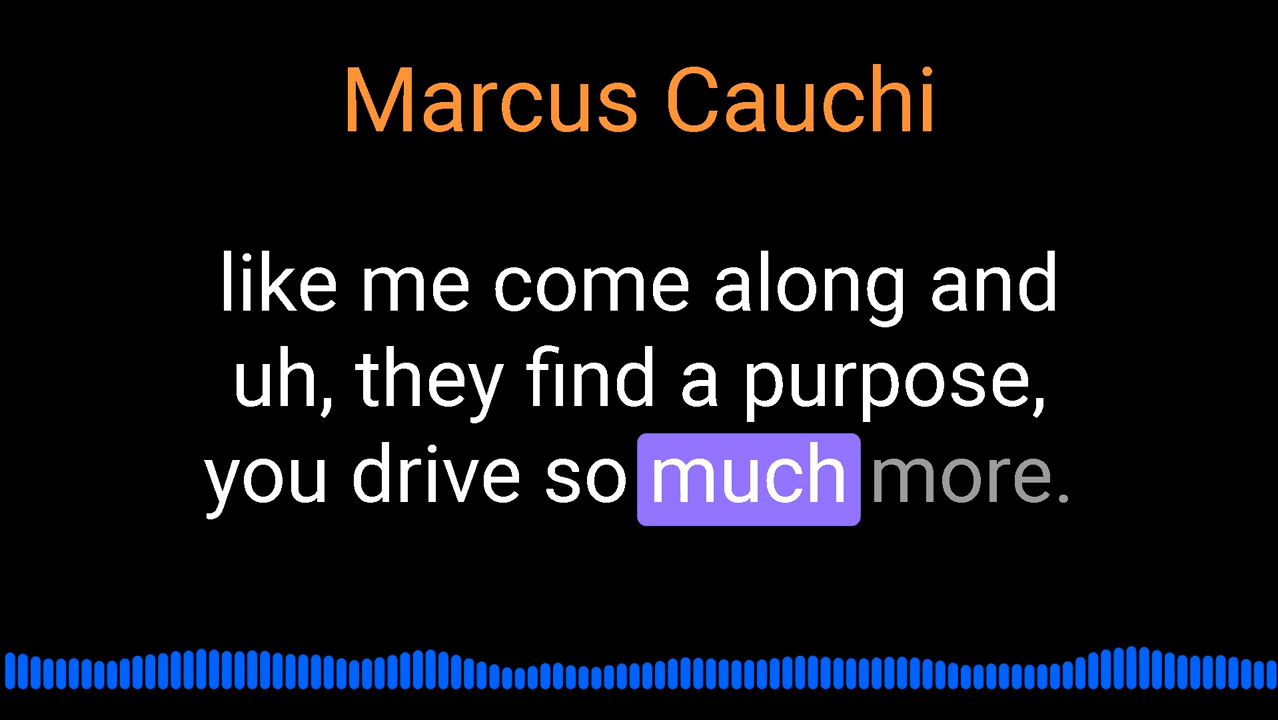 Marcus Cauchi
like me come along and
uh, they find a purpose,
you drive so much more.